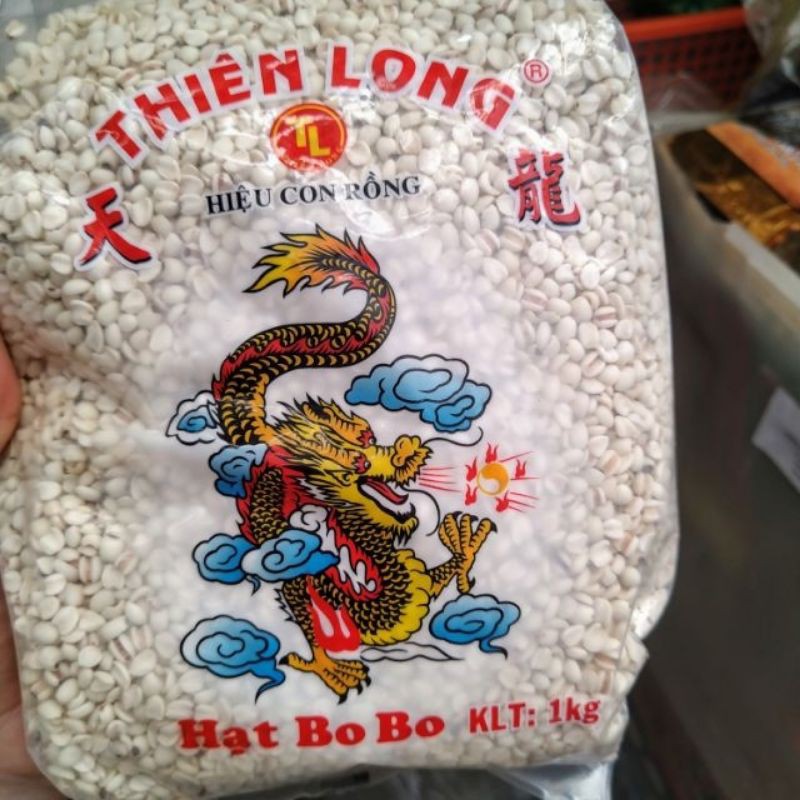 THIÊN LONG®
TL
天 龍
HIỆU CON RỒNG
Hạt Bo Bo KLT: 1kg